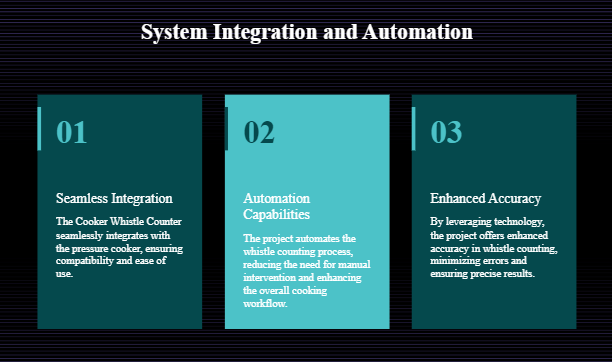 System Integration and Automation
01
Seamless Integration
The Cooker Whistle Counter
seamlessly integrates with
the pressure cooker, ensuring
compatibility and ease of
use.
02
Automation
Capabilities
The project automates the
whistle counting process,
reducing the need for manual
intervention and enhancing
the overall cooking
workflow.
03
Enhanced Accuracy
By leveraging technology,
the project offers enhanced
accuracy in whistle counting,
minimizing errors and
ensuring precise results.